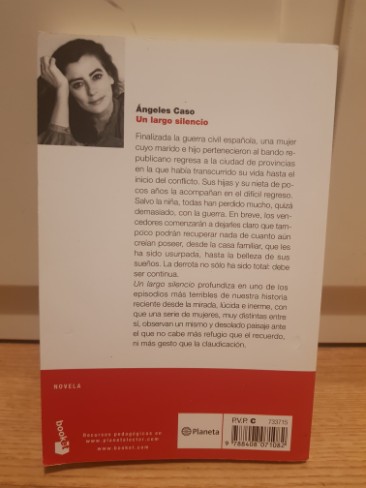 Ángeles Caso
Un largo silencio
Finalizada la guerra civil española, una mujer
cuyo marido e hijo pertenecieron al bando re-
publicano regresa a la ciudad de provincias
en la que había transcurrido su vida hasta el
inicio del conflicto. Sus hijas y su nieta de po-
cos años la acompañan en el difícil regreso.
Salvo la niña, todas han perdido mucho, quizá
demasiado, con la guerra. En breve, los ven-
cedores comenzarán a dejarles claro que tam-
poco podrán recuperar nada de cuanto aún
creían poseer, desde la casa familiar, que les
ha sido usurpada, hasta la belleza de sus
sueños. La derrota no sólo ha sido total: debe
ser continua.
Un largo silencio profundiza en uno de los
episodios más terribles de nuestra historia
reciente desde la mirada, lúcida e inerme, con
que una serie de mujeres, muy distintas entre
sí, observan un mismo y desolado paisaje ante
el que no cabe más refugio que el recuerdo,
ni más gesto que la claudicación.
NOVELA
booket
Recursos pedagógicos en
www.planetalector.com
www.booket.com
Planeta
PVP. C
9 788408 071082